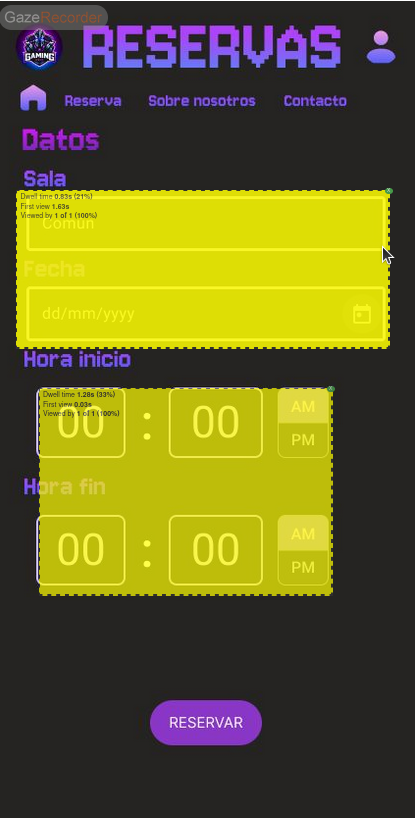 GazeRecorder
GAMING
RESERVAS
Reserva Sobre nosotros Contacto
Datos
Sala
Dwell time 0.83s (21%)
First view 1.63s
Viewed by 1 of 1 (100%)
Común
Fecha
dd/mm/yyyy
Hora inicio
Dwell time 1.28s (33%)
First view 0.03s
Viewed by 1 of 1 (100%)
00 : 00 AM
PM
Hora fin
00 : 00 AM
PM
RESERVAR